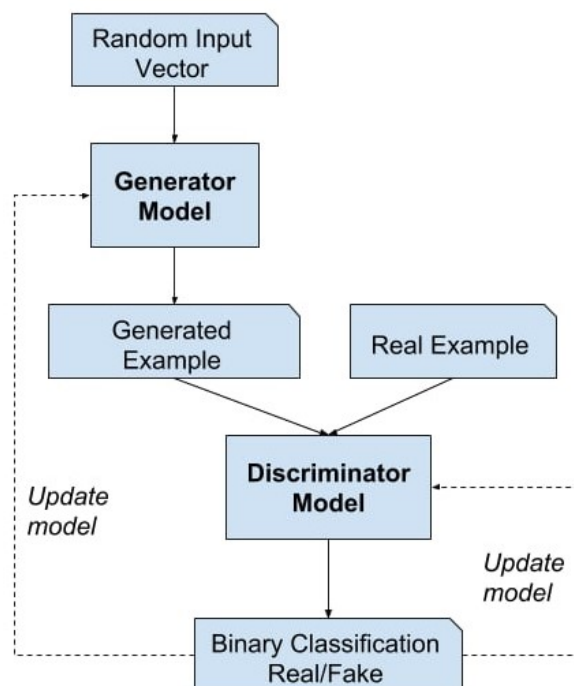 Random Input
Vector
Generator
Model
Generated
Example
Real Example
Discriminator
Model
Update
model
Update
model
Binary Classification
Real/Fake